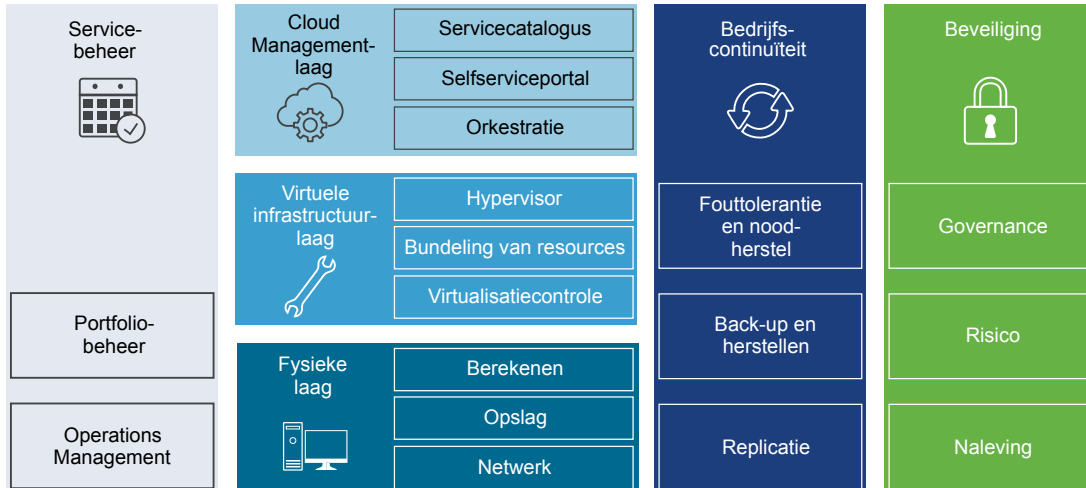 Service-
beheer
Portfolio-
beheer
Operations
Management
Cloud
Management-
laag
Servicecatalogus
Selfserviceportal
Orkestratie
Virtuele
infrastructuur-
laag
Hypervisor
Bundeling van resources
Virtualisatiecontrole
Fysieke
laag
Berekenen
Opslag
Netwerk
Bedrijfs-
continuïteit
Fouttolerantie
en nood-
herstel
Back-up en
herstellen
Replicatie
Beveiliging
Governance
Risico
Naleving